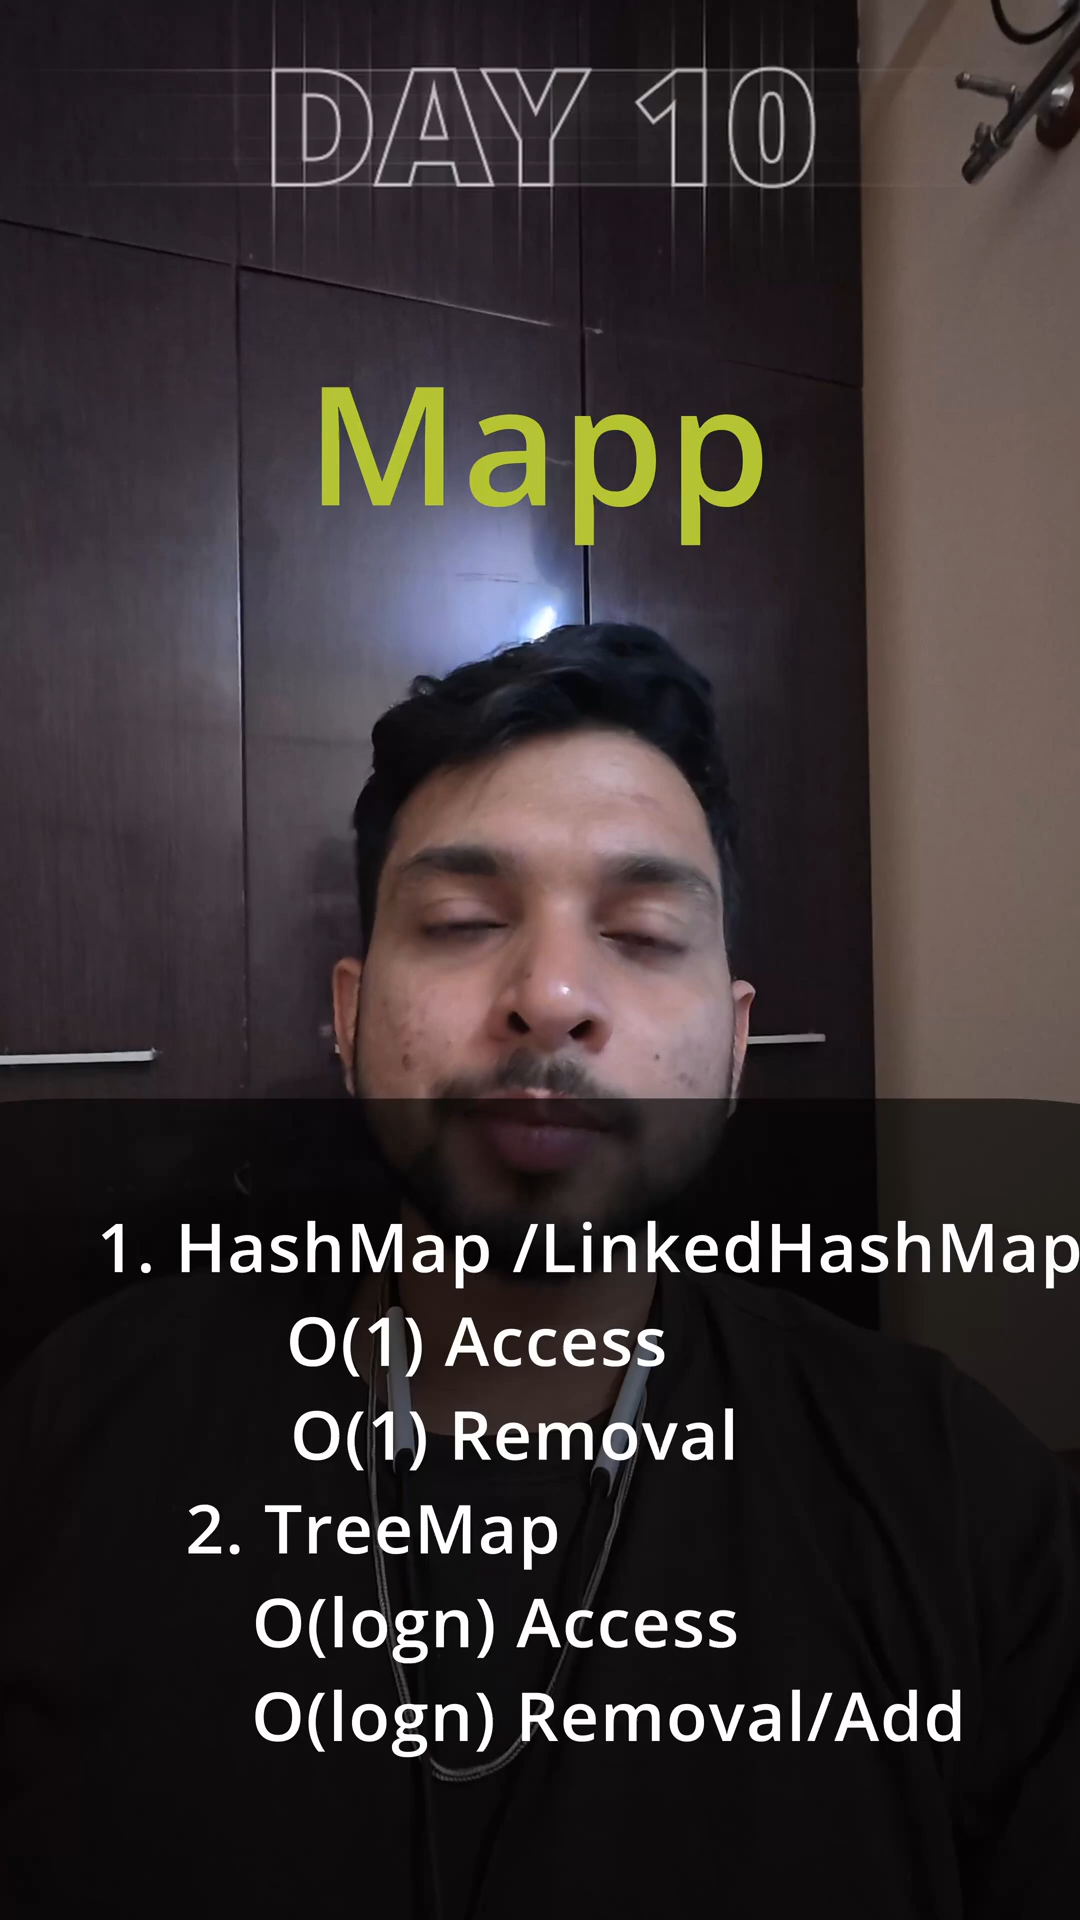 DAY 10
Mapp
1. HashMap /LinkedHashMap
O(1) Access
O(1) Removal
2. TreeMap
O(logn) Access
O(logn) Removal/Add